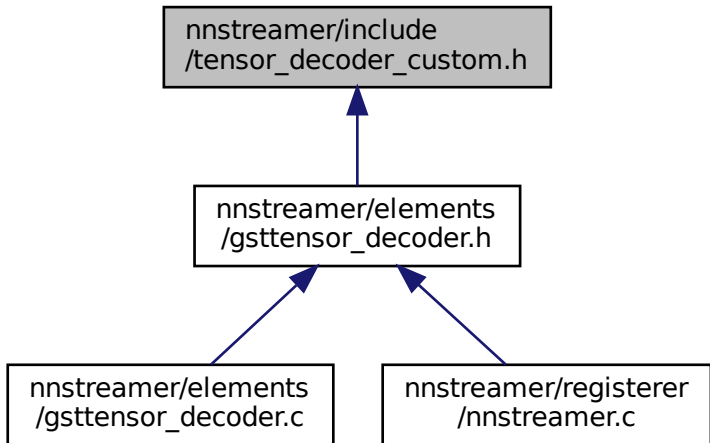 nnstreamer/include
/tensor_decoder_custom.h
nnstreamer/elements
/gsttensor_decoder.h
nnstreamer/elements
/gsttensor_decoder.c
nnstreamer/registerer
/nnstreamer.c